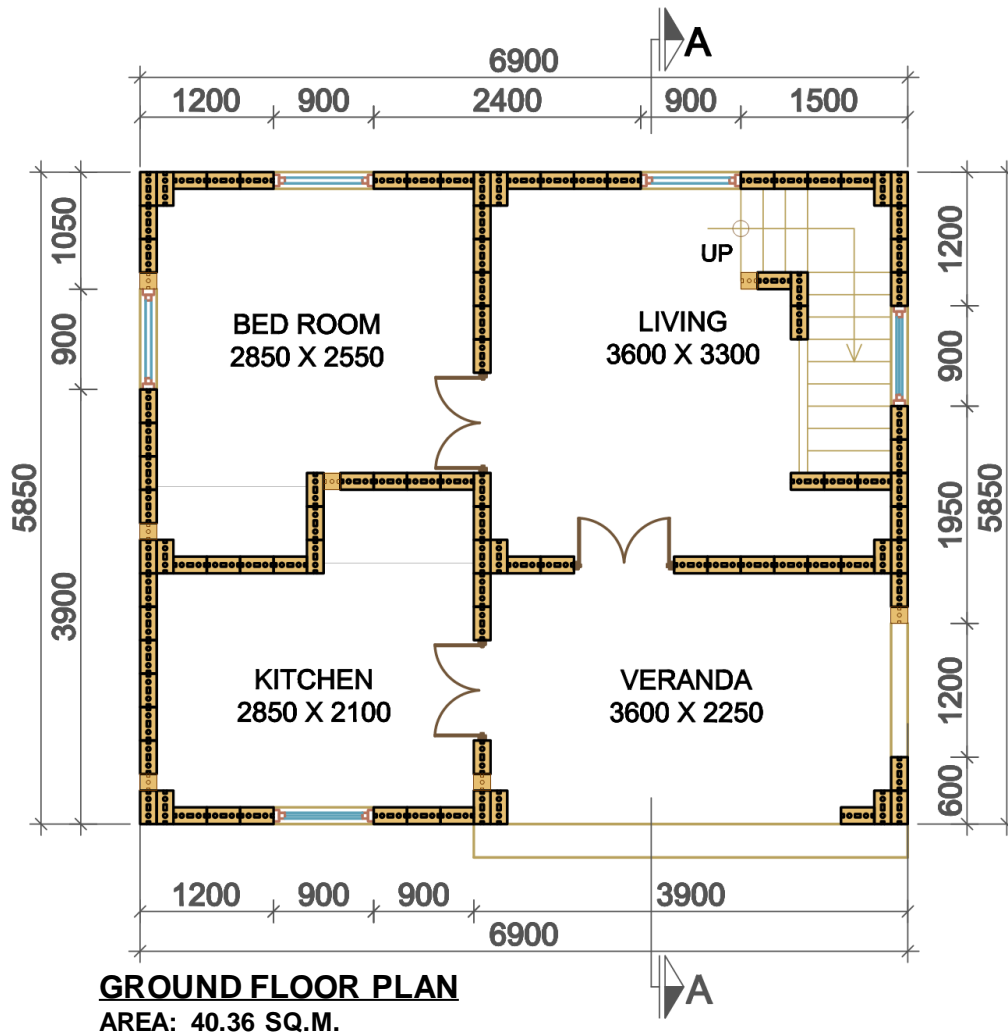 A
6900
1200 900 2400 900 1500
1050
900
3900
5850
1200
900
1950
1200
600
5850
UP
BED ROOM
2850 X 2550
LIVING
3600 X 3300
KITCHEN
2850 X 2100
VERANDA
3600 X 2250
1200 900 900 3900
6900
A
GROUND FLOOR PLAN
AREA: 40.36 SQ.M.